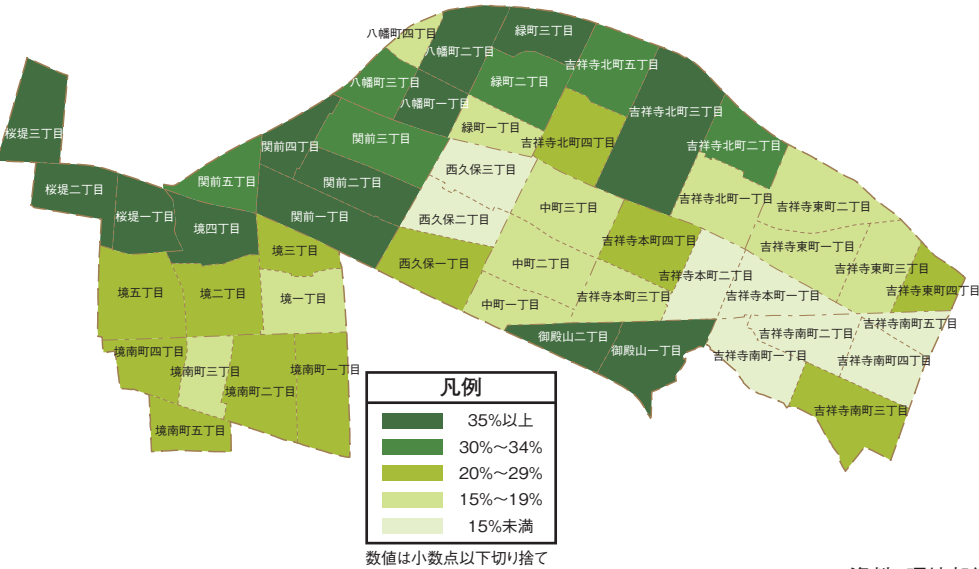 八幡町四丁目
緑町三丁目
八幡町二丁目
吉祥寺北町五丁目
八幡町三丁目
緑町二丁目
八幡町一丁目
吉祥寺北町三丁目
桜堤三丁目
緑町一丁目
関前三丁目
吉祥寺北町四丁目
関前四丁目
吉祥寺北町二丁目
西久保三丁目
関前五丁目
関前二丁目
桜堤二丁目
吉祥寺北町一丁目
吉祥寺東町二丁目
中町三丁目
桜堤一丁目
関前一丁目
西久保二丁目
境四丁目
吉祥寺本町四丁目
吉祥寺東町一丁目
境三丁目
西久保一丁目
中町二丁目
吉祥寺東町三丁目
吉祥寺本町二丁目
境五丁目
境二丁目
境一丁目
吉祥寺東町四丁目
吉祥寺本町三丁目
吉祥寺本町一丁目
中町一丁目
吉祥寺南町五丁目
御殿山二丁目
吉祥寺南町二丁目
御殿山一丁目
境南町四丁目
吉祥寺南町一丁目
吉祥寺南町四丁目
境南町三丁目
境南町一丁目
境南町二丁目
吉祥寺南町三丁目
境南町五丁目
凡例
35%以上
30%〜34%
20%〜29%
15%〜19%
15%未満
数値は小数点以下切り捨て